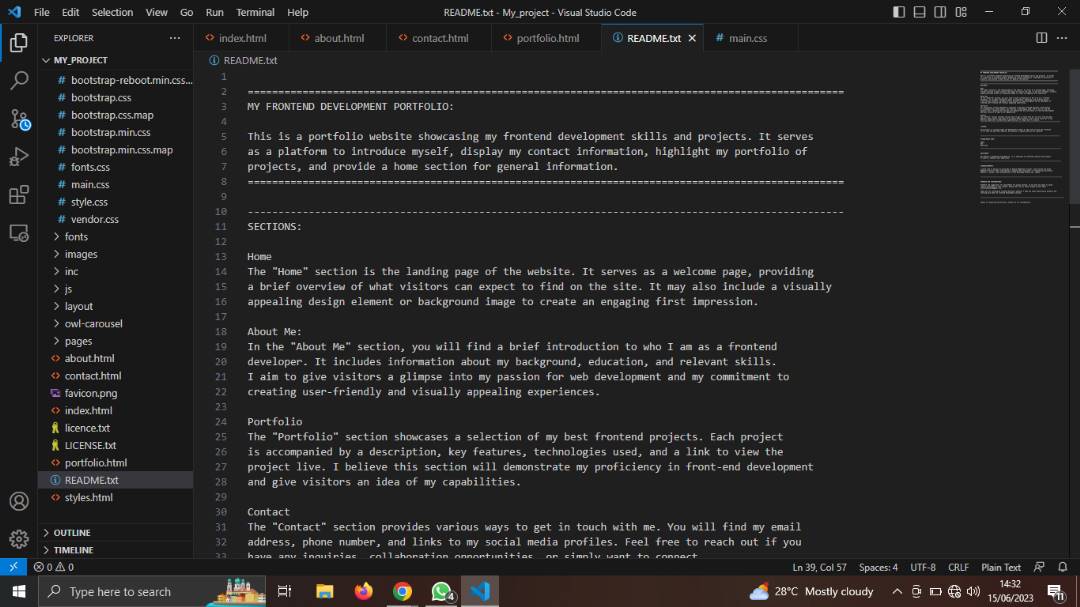 File Edit Selection View Go Run Terminal Help
README.txt - My_project - Visual Studio Code
EXPLORER
index.html
about.html
contact.html
portfolio.html
README.txt
main.css
MY_PROJECT
bootstrap-reboot.min.css...
bootstrap.css
bootstrap.css.map
bootstrap.min.css
bootstrap.min.css.map
fonts.css
main.css
style.css
vendor.css
fonts
images
inc
js
layout
owl-carousel
pages
about.html
contact.html
favicon.png
index.html
licence.txt
LICENSE.txt
portfolio.html
README.txt
styles.html
OUTLINE
TIMELINE
README.txt
1
2 ==================================================================================================
3 MY FRONTEND DEVELOPMENT PORTFOLIO:
4
5 This is a portfolio website showcasing my frontend development skills and projects. It serves
6 as a platform to introduce myself, display my contact information, highlight my portfolio of
7 projects, and provide a home section for general information.
8 ==================================================================================================
9
10 --------------------------------------------------------------------------------------------------
11 SECTIONS:
12
13 Home
14 The "Home" section is the landing page of the website. It serves as a welcome page, providing
15 a brief overview of what visitors can expect to find on the site. It may also include a visually
16 appealing design element or background image to create an engaging first impression.
17
18 About Me:
19 In the "About Me" section, you will find a brief introduction to who I am as a frontend
20 developer. It includes information about my background, education, and relevant skills.
21 I aim to give visitors a glimpse into my passion for web development and my commitment to
22 creating user-friendly and visually appealing experiences.
23
24 Portfolio
25 The "Portfolio" section showcases a selection of my best frontend projects. Each project
26 is accompanied by a description, key features, technologies used, and a link to view the
27 project live. I believe this section will demonstrate my proficiency in front-end development
28 and give visitors an idea of my capabilities.
29
30 Contact
31 The "Contact" section provides various ways to get in touch with me. You will find my email
32 address, phone number, and links to my social media profiles. Feel free to reach out if you
33 have any inquiries, collaboration opportunities, or simply want to connect.
0 0
Ln 39, Col 57 Spaces: 4 UTF-8 CRLF Plain Text
Type here to search
4
28°C Mostly cloudy
14:32
15/06/2023
11